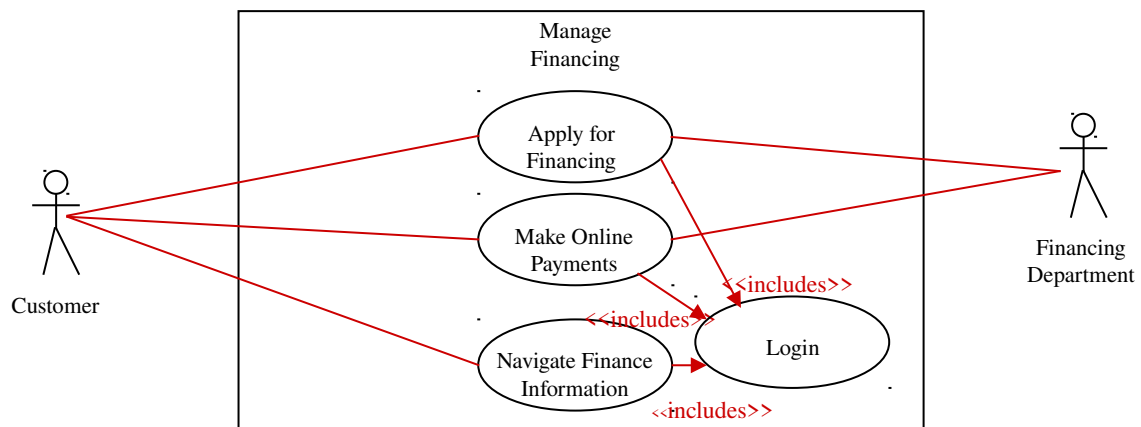 Manage
Financing
Apply for
Financing
Make Online
Payments
Financing
Department
Customer
<<includes>>
<<includes>>
Login
Navigate Finance
Information
<<includes>>